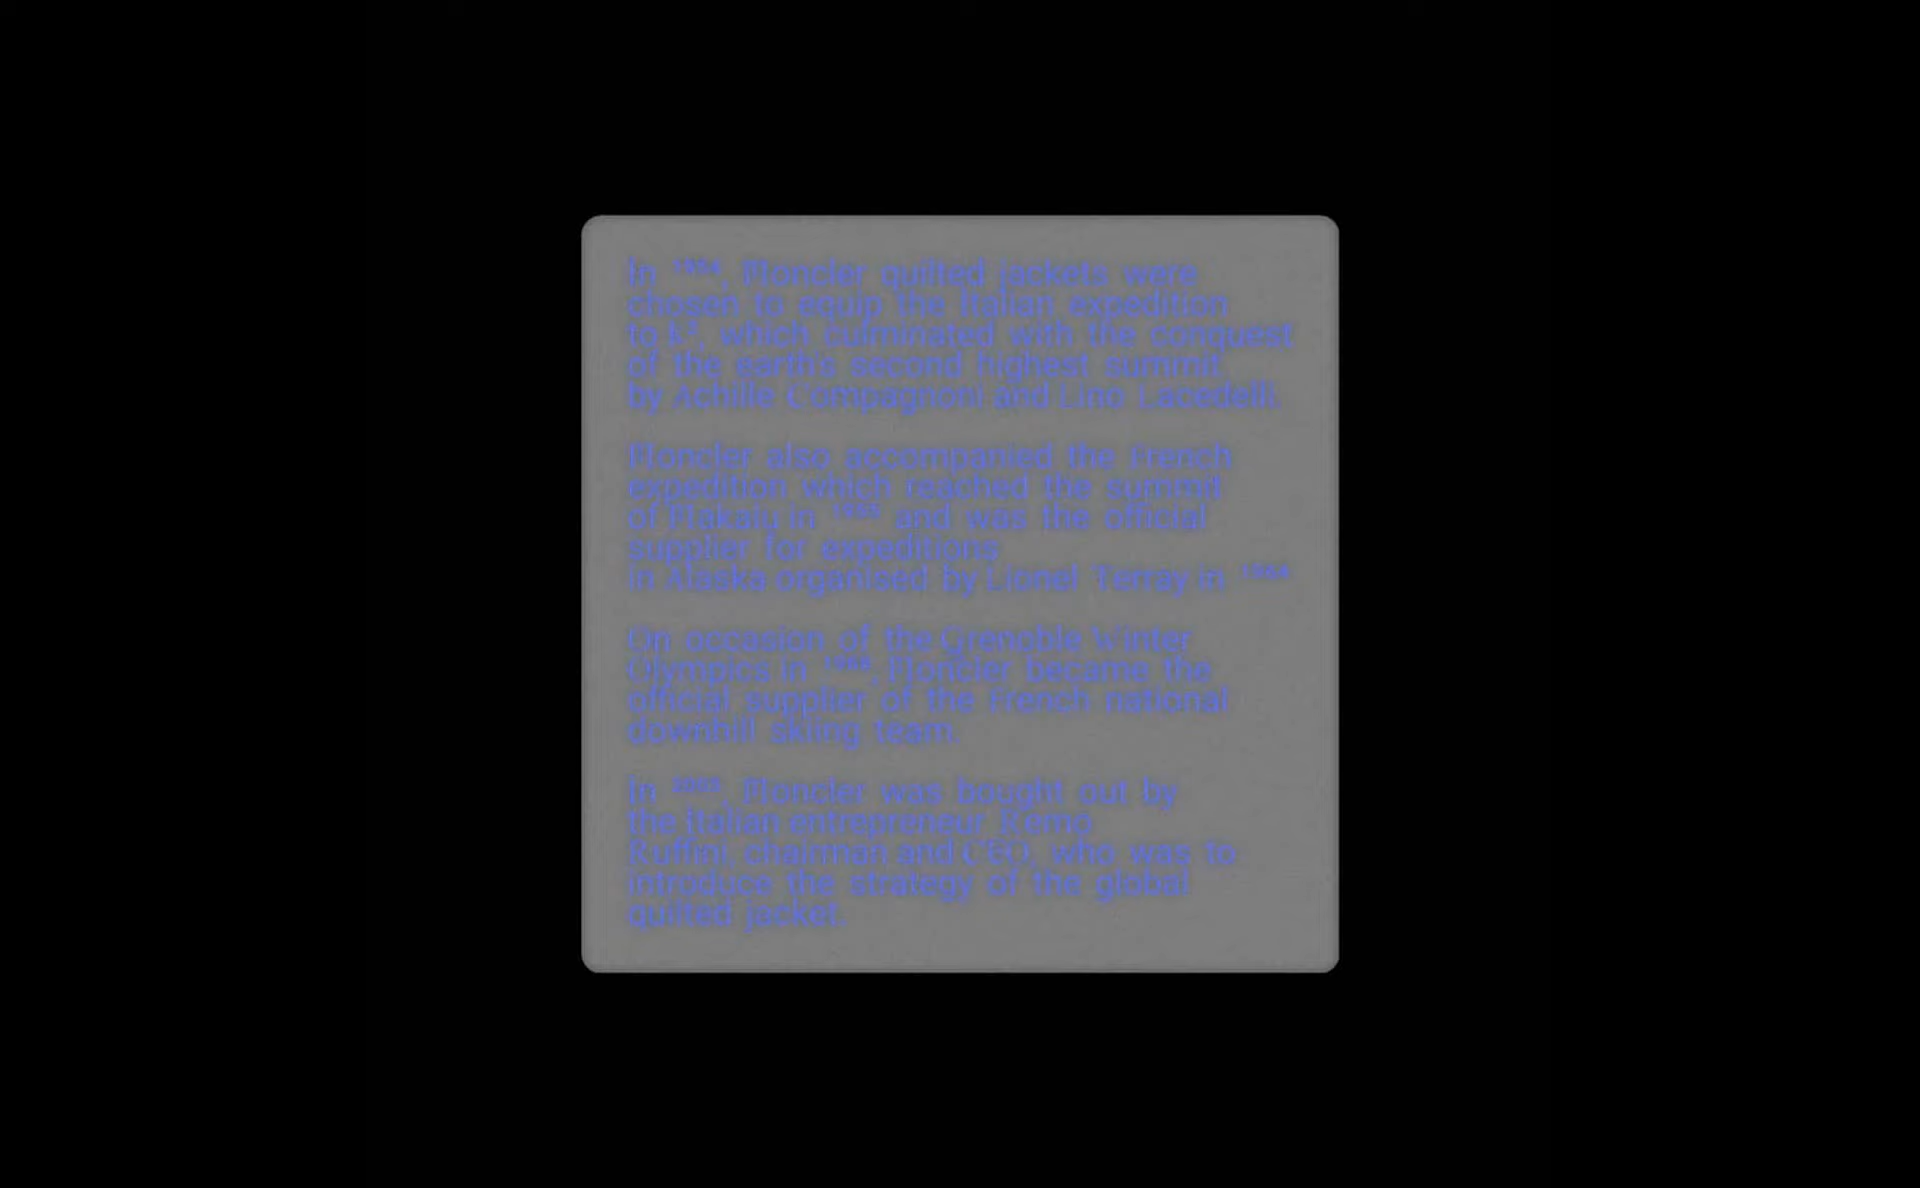 In 1954, Moncler quilted jackets were
chosen to equip the Italian expedition
to k², which culminated with the conquest
of the earth's second highest summit
by Achille Compagnoni and Lino Lacedelli.
Moncler also accompanied the French
expedition which reached the summit
of Makalu in 1955 and was the official
supplier for expeditions
in Alaska organised by Lionel Terray in
On occasion of the Grenoble Winter
Olympics in 1968, Moncler became the
official supplier of the French national
downhill skiing team.
In 2003, Moncler was bought out by
the Italian entrepreneur Remo
Ruffini, chairman and CEO, who was to
introduce the strategy of the global
quilted jacket.